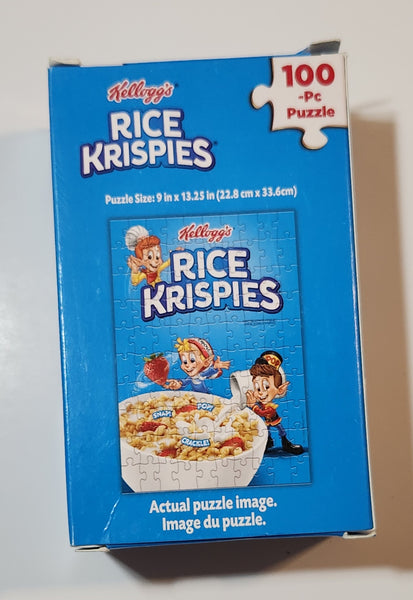 Kellogg's
RICE
KRISPIES®
100
-Pc
Puzzle
Puzzle Size: 9 in x 13.25 in (22.8 cm x 33.6cm)
Kellogg's
RICE
KRISPIES
SNAP!
POP!
CRACKLE!
Actual puzzle image.
Image du puzzle.